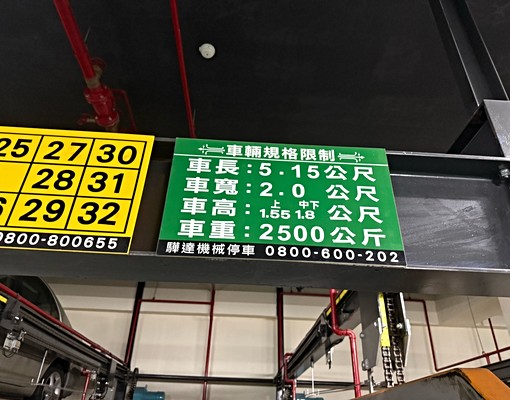 25 27 30
28 31
6 29 32
0800-800655
車輛規格限制
車長:5.15公尺
車寬:2.0 公尺
車高:上1.55 中下1.8 公尺
車重:2500公斤
驊達機械停車 0800-600-202